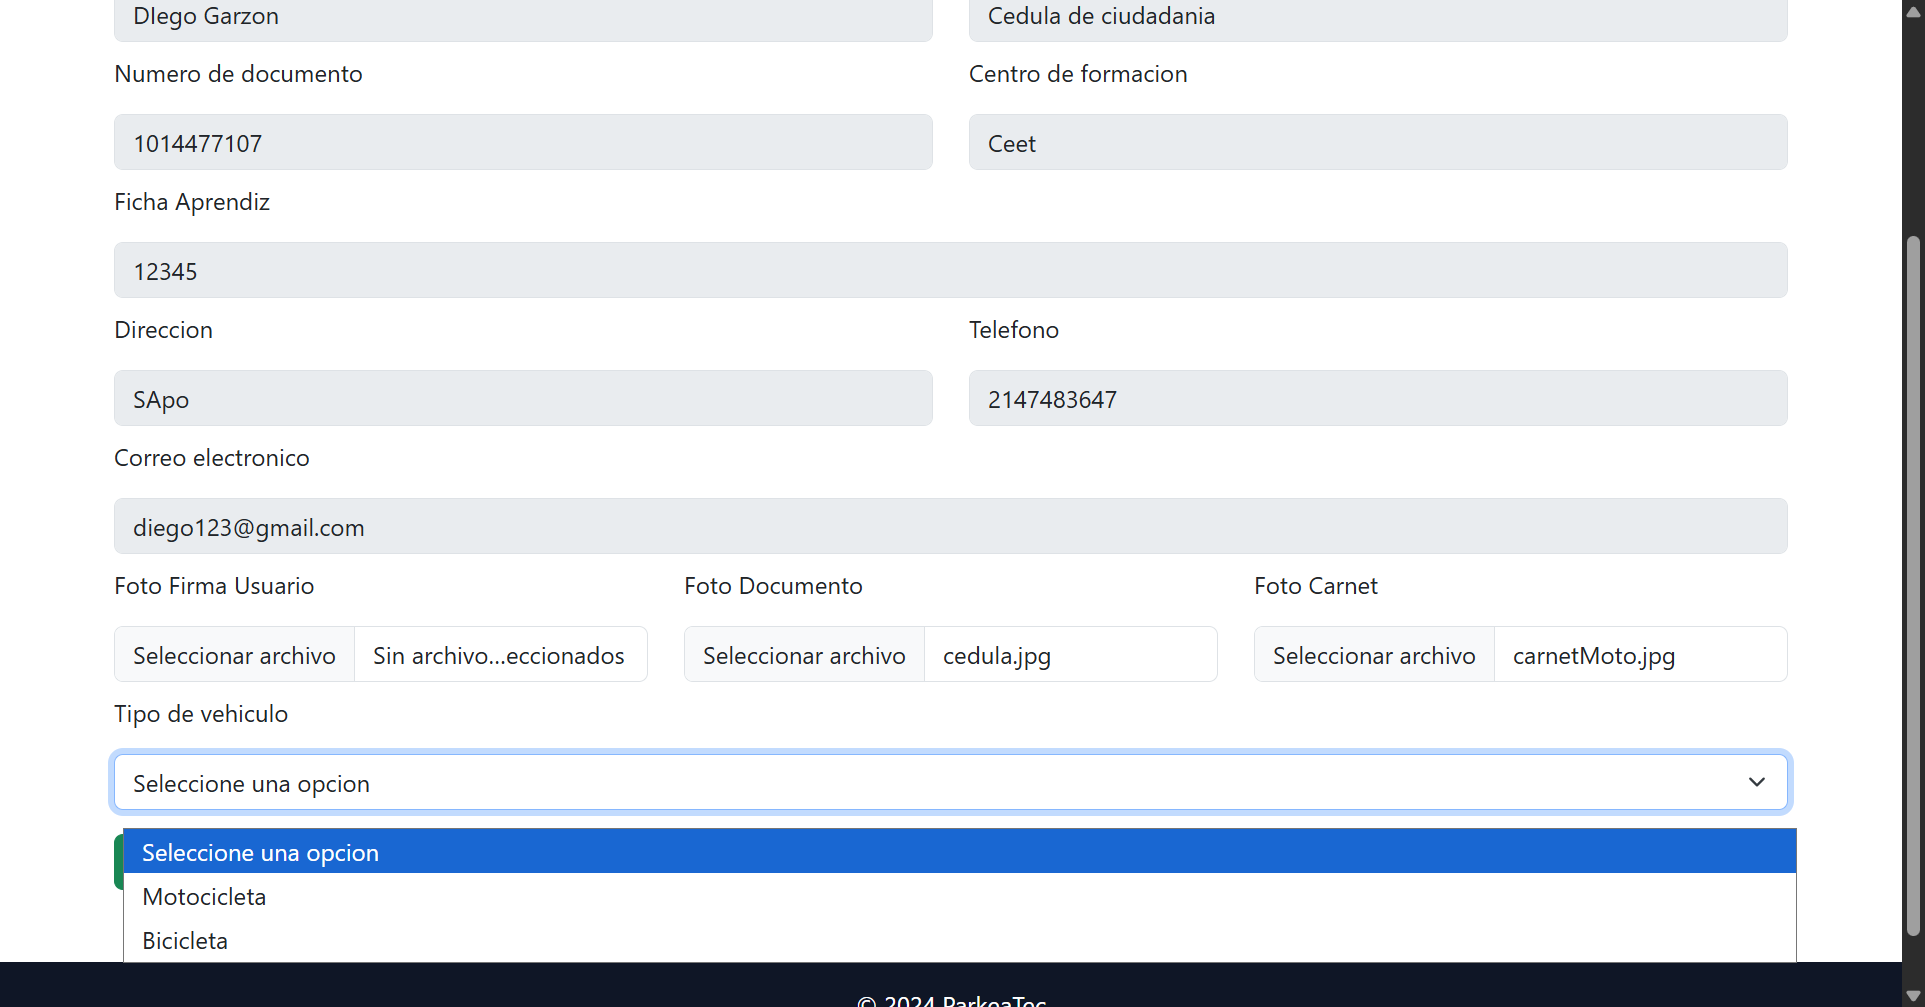 DIego Garzon
Cedula de ciudadania
Numero de documento
Centro de formacion
1014477107
Ceet
Ficha Aprendiz
12345
Direccion
Telefono
SApo
2147483647
Correo electronico
diego123@gmail.com
Foto Firma Usuario
Foto Documento
Foto Carnet
Seleccionar archivo
Sin archivo...eccionados
Seleccionar archivo
cedula.jpg
Seleccionar archivo
carnetMoto.jpg
Tipo de vehiculo
Seleccione una opcion
Seleccione una opcion
Motocicleta
Bicicleta
© 2024 ParkeaTec